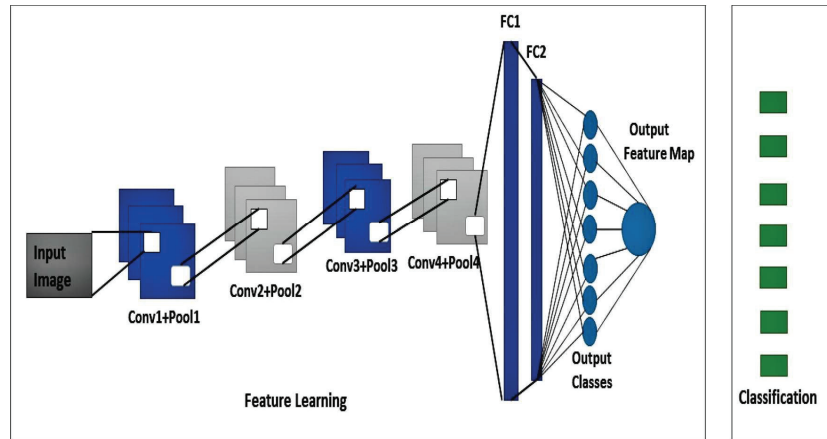 FC1
FC2
Output
Feature Map
Input
Image
Conv1+Pool1
Conv2+Pool2
Conv3+Pool3
Conv4+Pool4
Output
Classes
Feature Learning
Classification